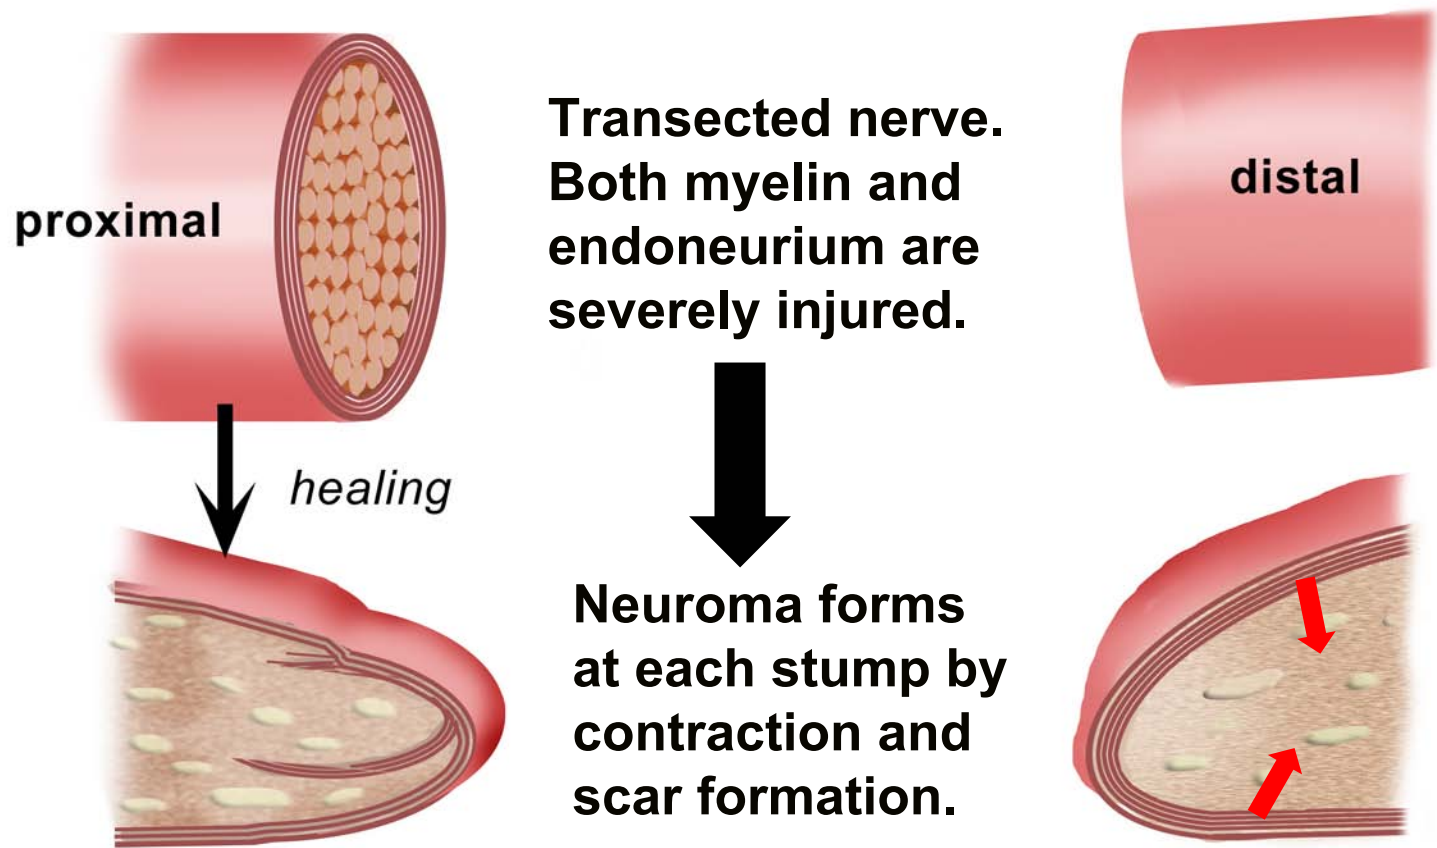 Transected nerve.
Both myelin and
endoneurium are
severely injured.
proximal
distal
healing
Neuroma forms
at each stump by
contraction and
scar formation.